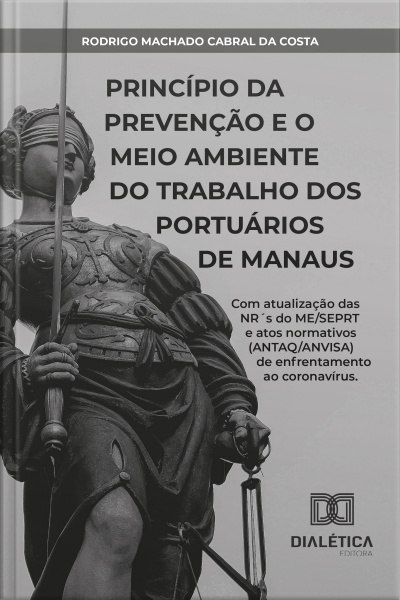 RODRIGO MACHADO CABRAL DA COSTA
PRINCÍPIO DA
PREVENÇÃO E O
MEIO AMBIENTE
DO TRABALHO DOS
PORTUÁRIOS
DE MANAUS
Com atualização das
NR´s do ME/SEPRT
e atos normativos
(ANTAQ/ANVISA)
de enfrentamento
ao coronavírus.
DIALÉTICA
EDITORA